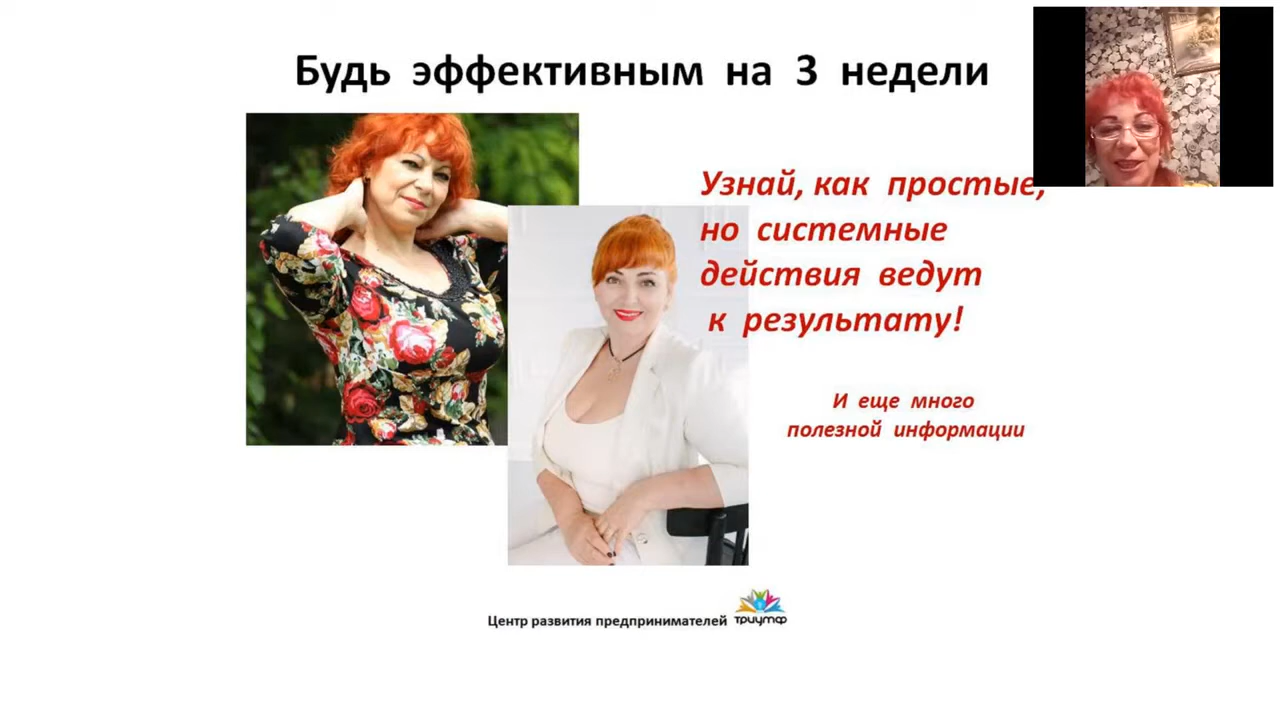 Будь эффективным на 3 недели
Узнай, как простые,
но системные
действия ведут
к результату!
И еще много
полезной информации
Центр развития предпринимателей
триумф